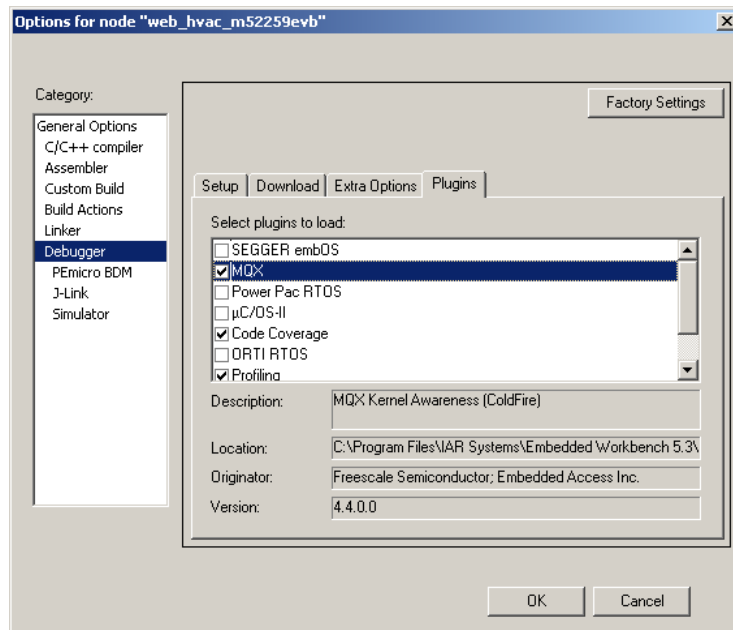 Options for node "web_hvac_m52259evb"
Category:
General Options
C/C++ compiler
Assembler
Custom Build
Build Actions
Linker
Debugger
PEmicro BDM
J-Link
Simulator
Factory Settings
Setup
Download
Extra Options
Plugins
Select plugins to load:
SEGGER embOS
MQX
Power Pac RTOS
µC/OS-II
Code Coverage
ORTI RTOS
Profiling
Description:
MQX Kernel Awareness (ColdFire)
Location:
C:\Program Files\IAR Systems\Embedded Workbench 5.3\
Originator:
Freescale Semiconductor; Embedded Access Inc.
Version:
4.4.0.0
OK
Cancel